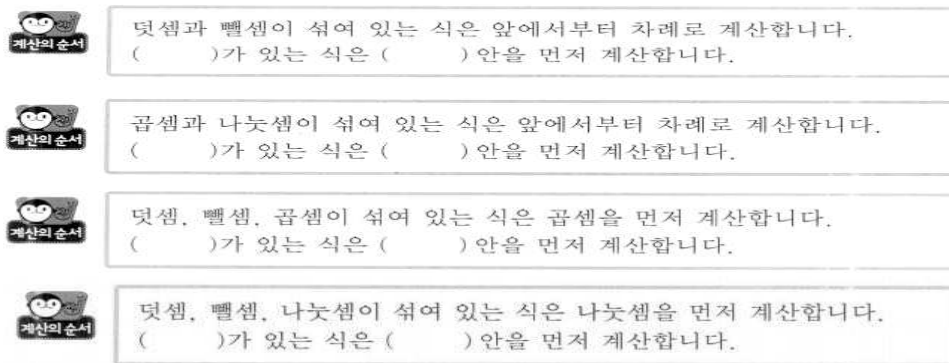 계산의 순서
덧셈과 뺄셈이 섞여 있는 식은 앞에서부터 차례로 계산합니다.
(      )가 있는 식은 (      )안을 먼저 계산합니다.
계산의 순서
곱셈과 나눗셈이 섞여 있는 식은 앞에서부터 차례로 계산합니다.
(      )가 있는 식은 (      )안을 먼저 계산합니다.
계산의 순서
덧셈, 뺄셈, 곱셈이 섞여 있는 식은 곱셈을 먼저 계산합니다.
(      )가 있는 식은 (      )안을 먼저 계산합니다.
계산의 순서
덧셈, 뺄셈, 나눗셈이 섞여 있는 식은 나눗셈을 먼저 계산합니다.
(      )가 있는 식은 (      )안을 먼저 계산합니다.